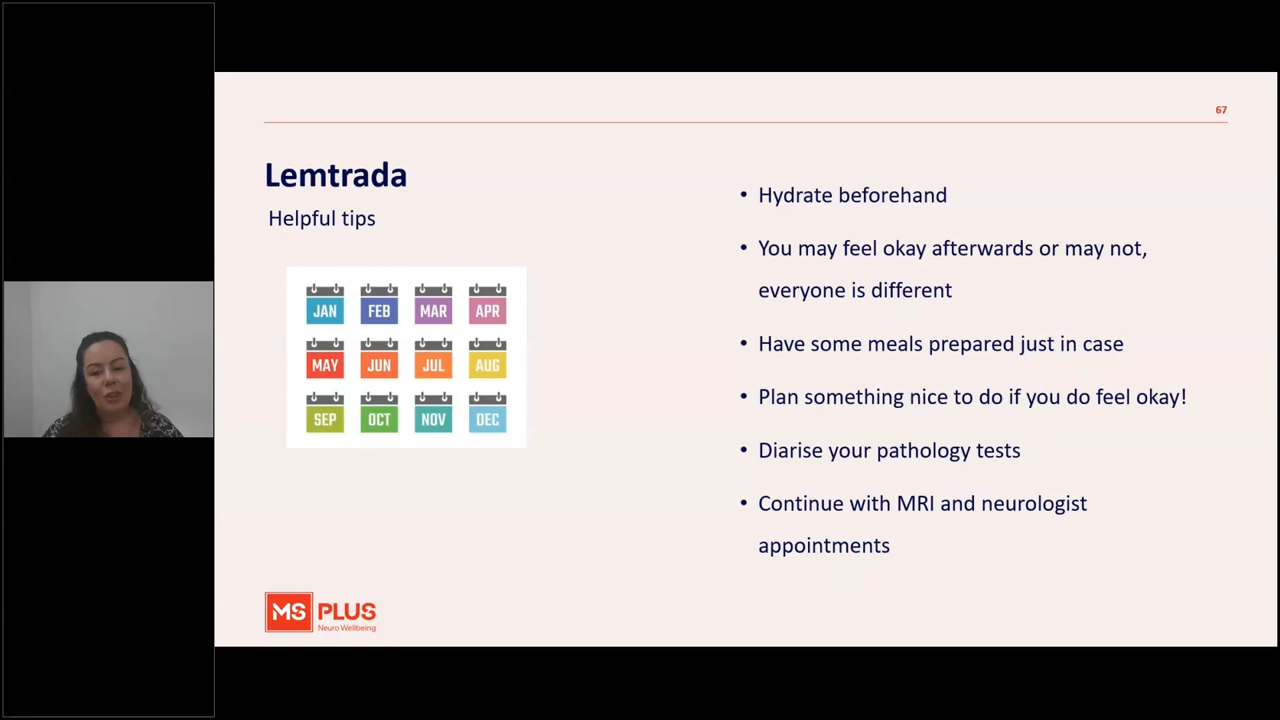 67
Lemtrada
Helpful tips
JAN FEB MAR APR
MAY JUN JUL AUG
SEP OCT NOV DEC
• Hydrate beforehand
• You may feel okay afterwards or may not,
everyone is different
• Have some meals prepared just in case
• Plan something nice to do if you do feel okay!
• Diarise your pathology tests
• Continue with MRI and neurologist
appointments
MS PLUS
Neuro Wellbeing